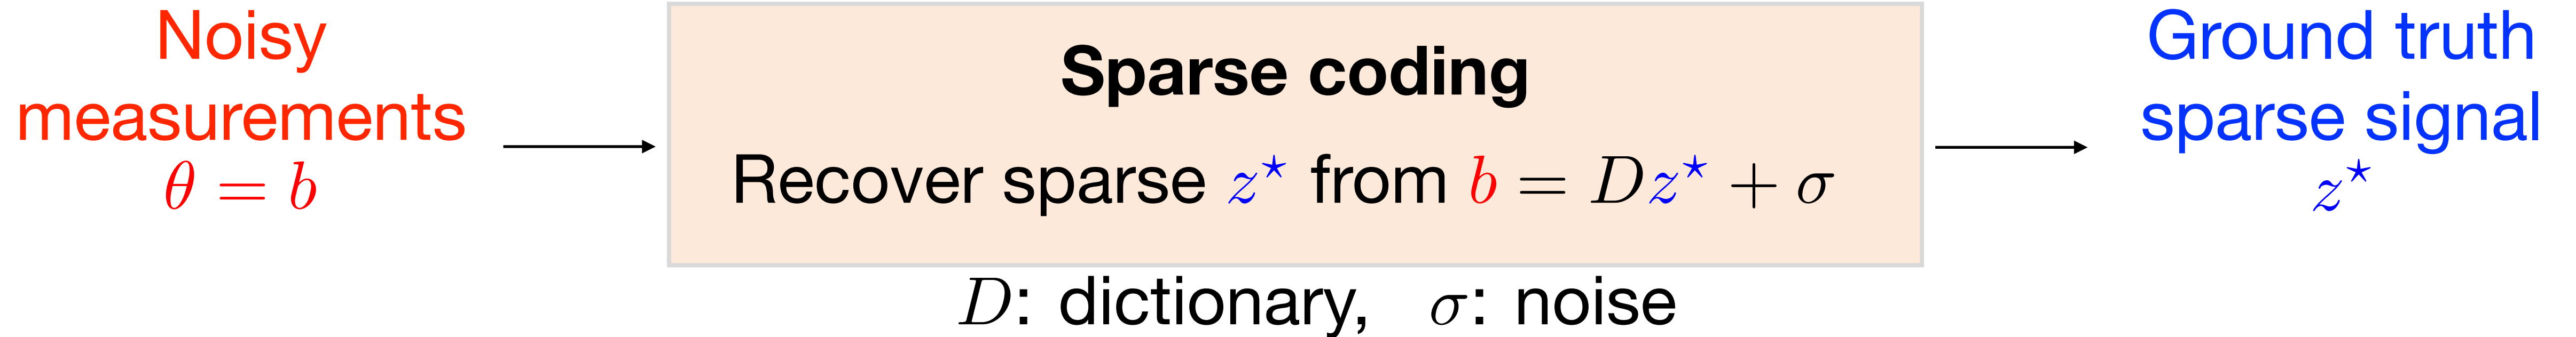 Noisy
measurements
θ = b
Sparse coding
Recover sparse z⋆ from b = Dz⋆ + σ
D: dictionary, σ: noise
Ground truth
sparse signal
z⋆